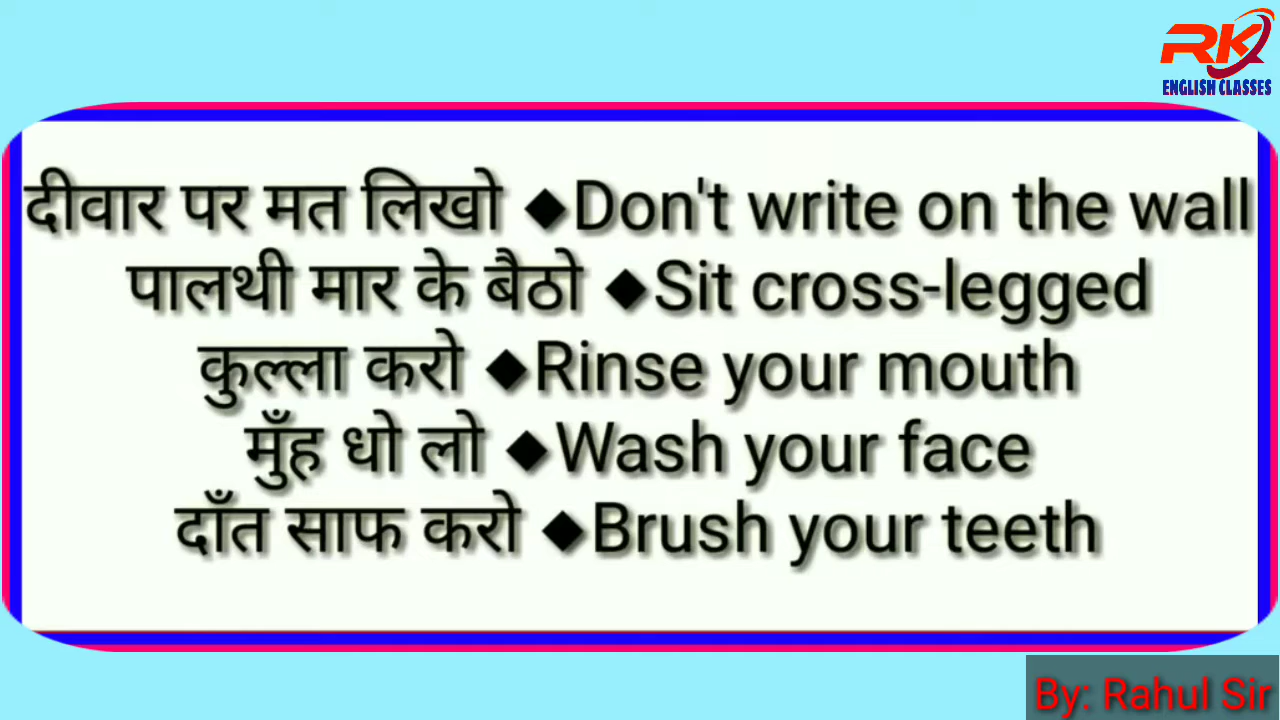 RK
ENGLISH CLASSES
दीवार पर मत लिखो ◆Don't write on the wall
पालथी मार के बैठो ◆Sit cross-legged
कुल्ला करो ◆Rinse your mouth
मुँह धो लो ◆Wash your face
दाँत साफ करो ◆Brush your teeth
By: Rahul Sir